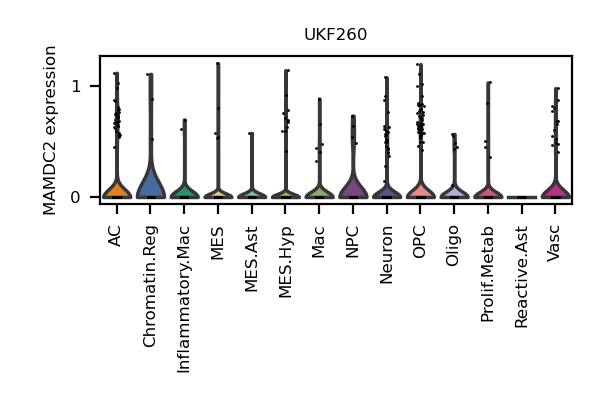 UKF260
MAMDC2 expression
1
0
AC
Chromatin.Reg
Inflammatory.Mac
MES
MES.Ast
MES.Hyp
Mac
NPC
Neuron
OPC
Oligo
Prolif.Metab
Reactive.Ast
Vasc